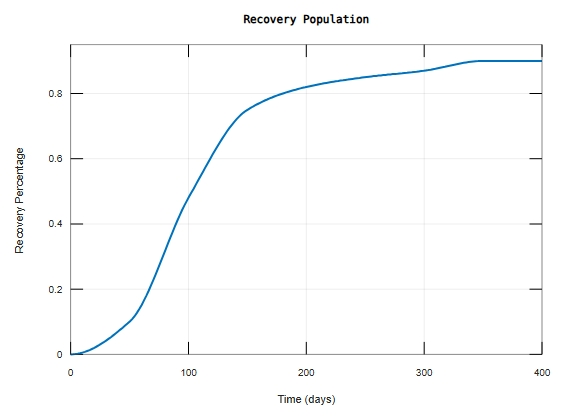 Recovery Population
0.8
0.6
0.4
0.2
0
Recovery Percentage
0 100 200 300 400
Time (days)